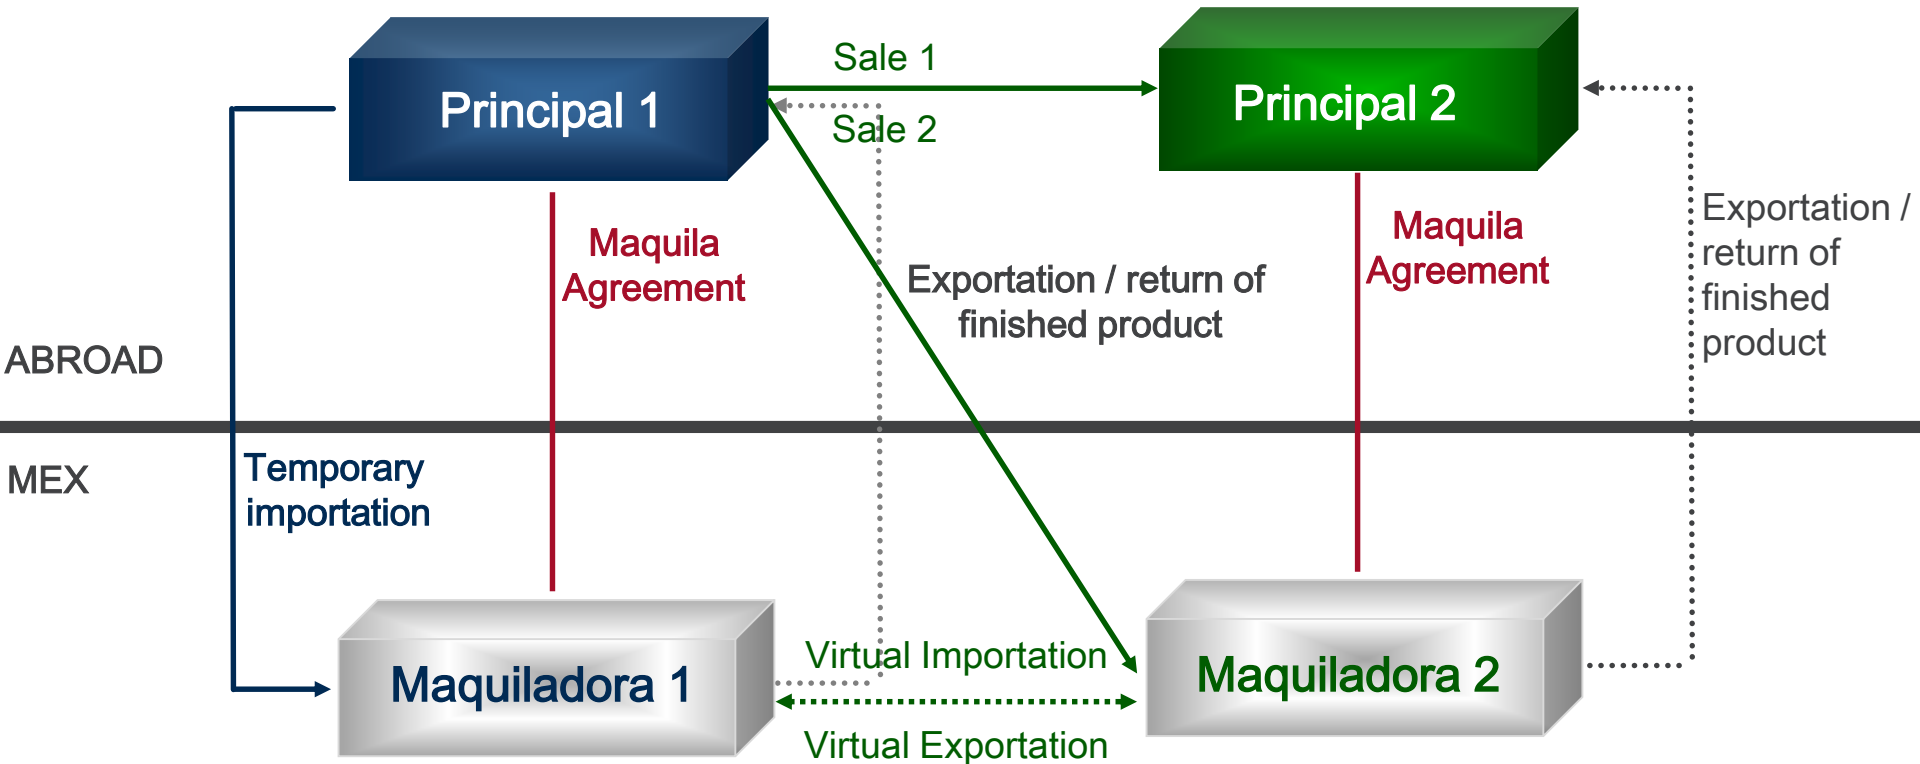 Sale 1
Principal 1
Principal 2
Sale 2
Maquila
Agreement
Exportation / return of
finished product
Maquila
Agreement
Exportation /
return of
finished
product
ABROAD
MEX
Temporary
importation
Maquiladora 1
Virtual Importation
Virtual Exportation
Maquiladora 2